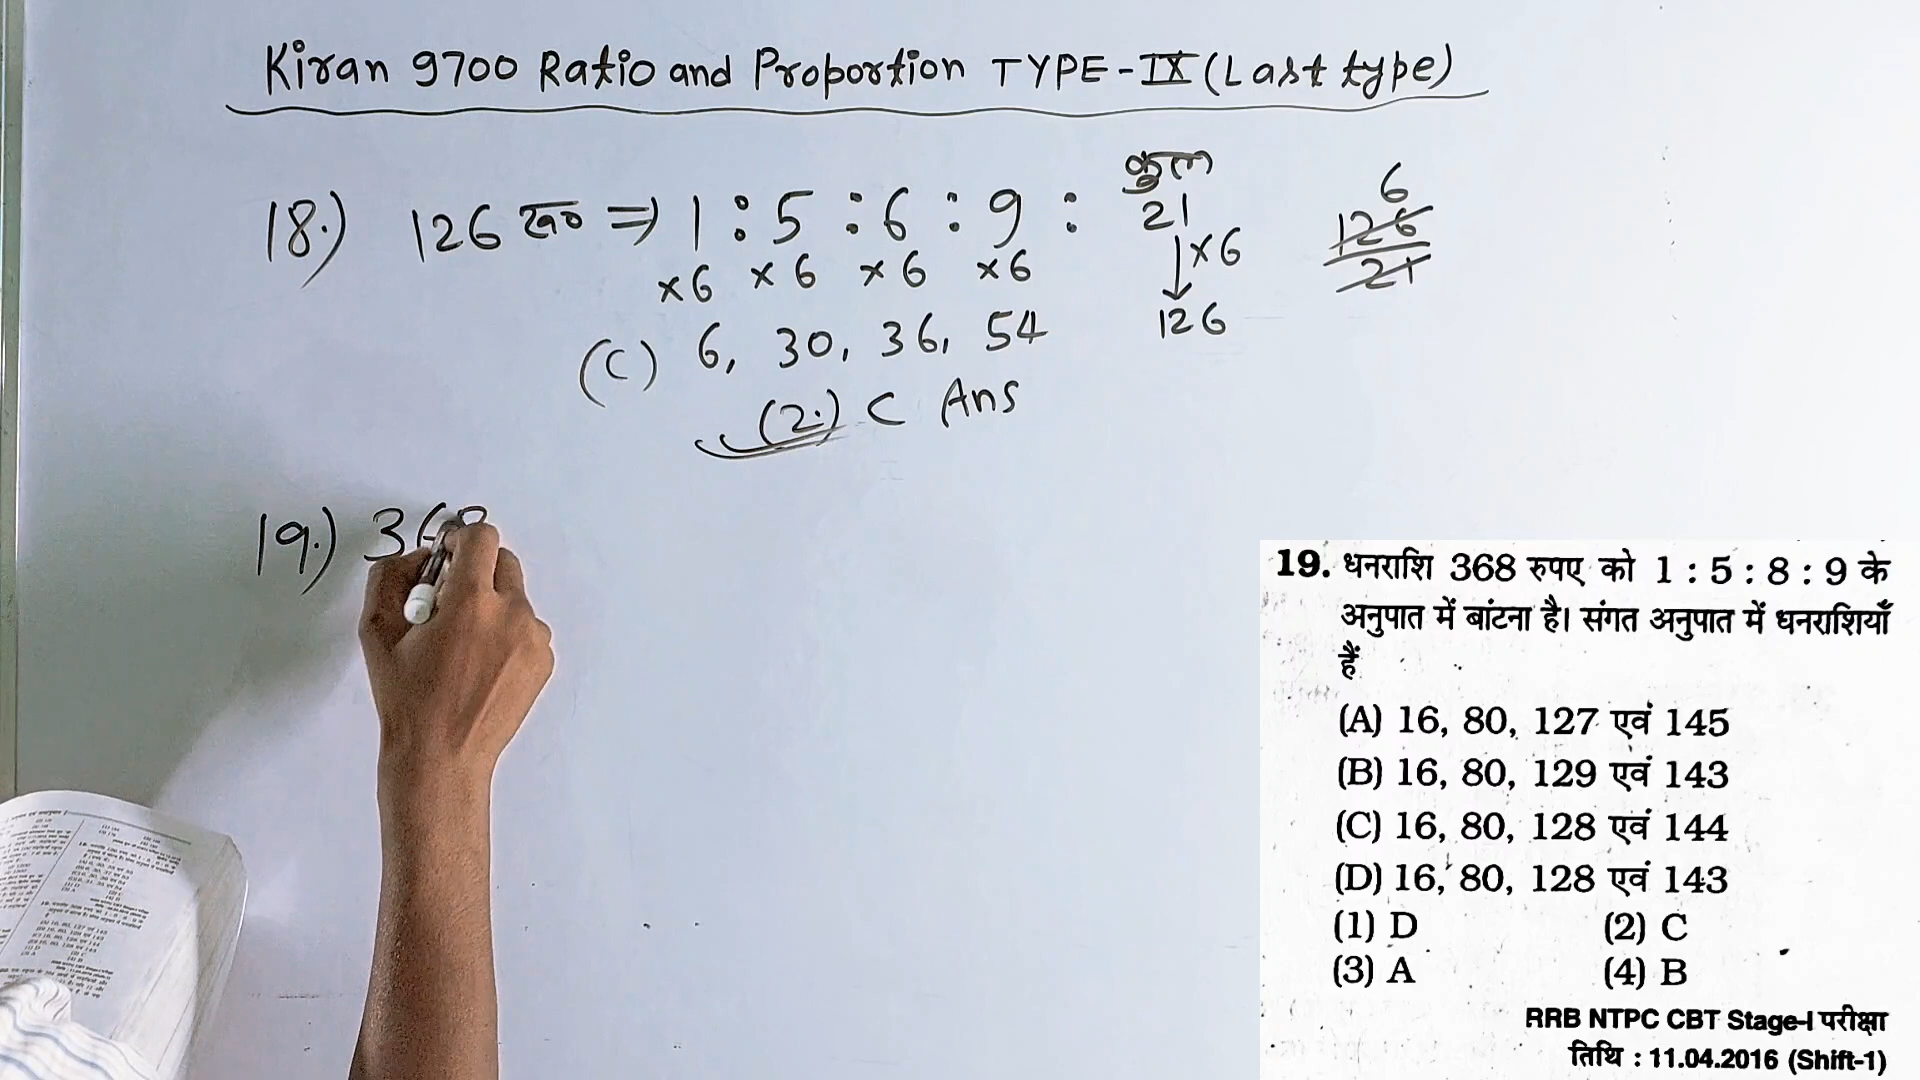 Kiran 9700 Ratio and Proportion TYPE-IX (Last type)
18.) 126 रू० ⇒ 1 : 5 : 6 : 9 : कुल 21
×6 ×6 ×6 ×6 ↓×6
126
6
126
21
(C) 6, 30, 36, 54
(2.) C Ans
19.) 368
19. धनराशि 368 रुपए को 1 : 5 : 8 : 9 के
अनुपात में बांटना है। संगत अनुपात में धनराशियाँ
हैं
(A) 16, 80, 127 एवं 145
(B) 16, 80, 129 एवं 143
(C) 16, 80, 128 एवं 144
(D) 16, 80, 128 एवं 143
(1) D (2) C
(3) A (4) B
RRB NTPC CBT Stage-I परीक्षा
तिथि : 11.04.2016 (Shift-1)